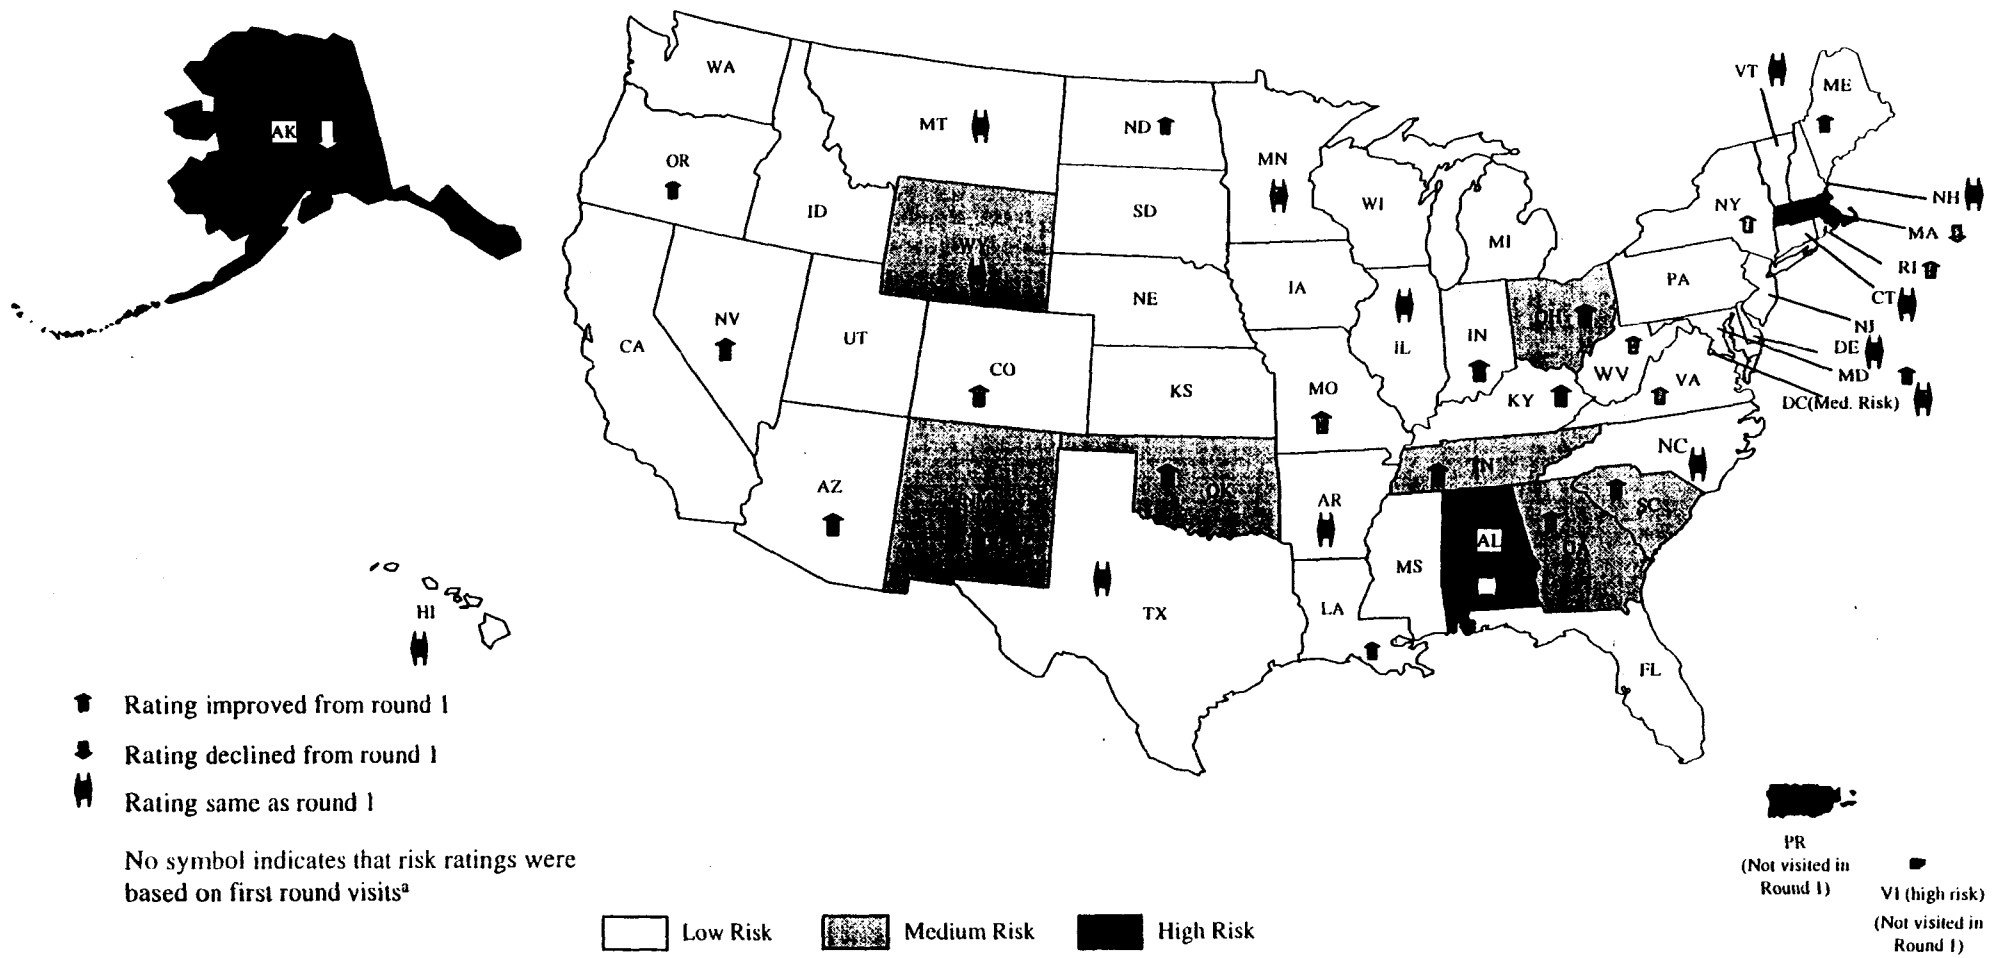 WA
MT
ND
MN
VT
ME
AK
OR
ID
WY
SD
WI
MI
NY
NH
MA
RI
CT
NJ
DE
MD
DC(Med. Risk)
PA
NV
UT
CA
CO
NE
IA
IL
IN
OH
WV
VA
KS
MO
KY
NC
AZ
OK
TN
SC
AR
MS
AL
GA
HI
TX
LA
FL
Rating improved from round 1
Rating declined from round 1
Rating same as round 1
No symbol indicates that risk ratings were
based on first round visitsª
PR
(Not visited in
Round 1)
VI (high risk)
(Not visited in
Round 1)
Low Risk
Medium Risk
High Risk